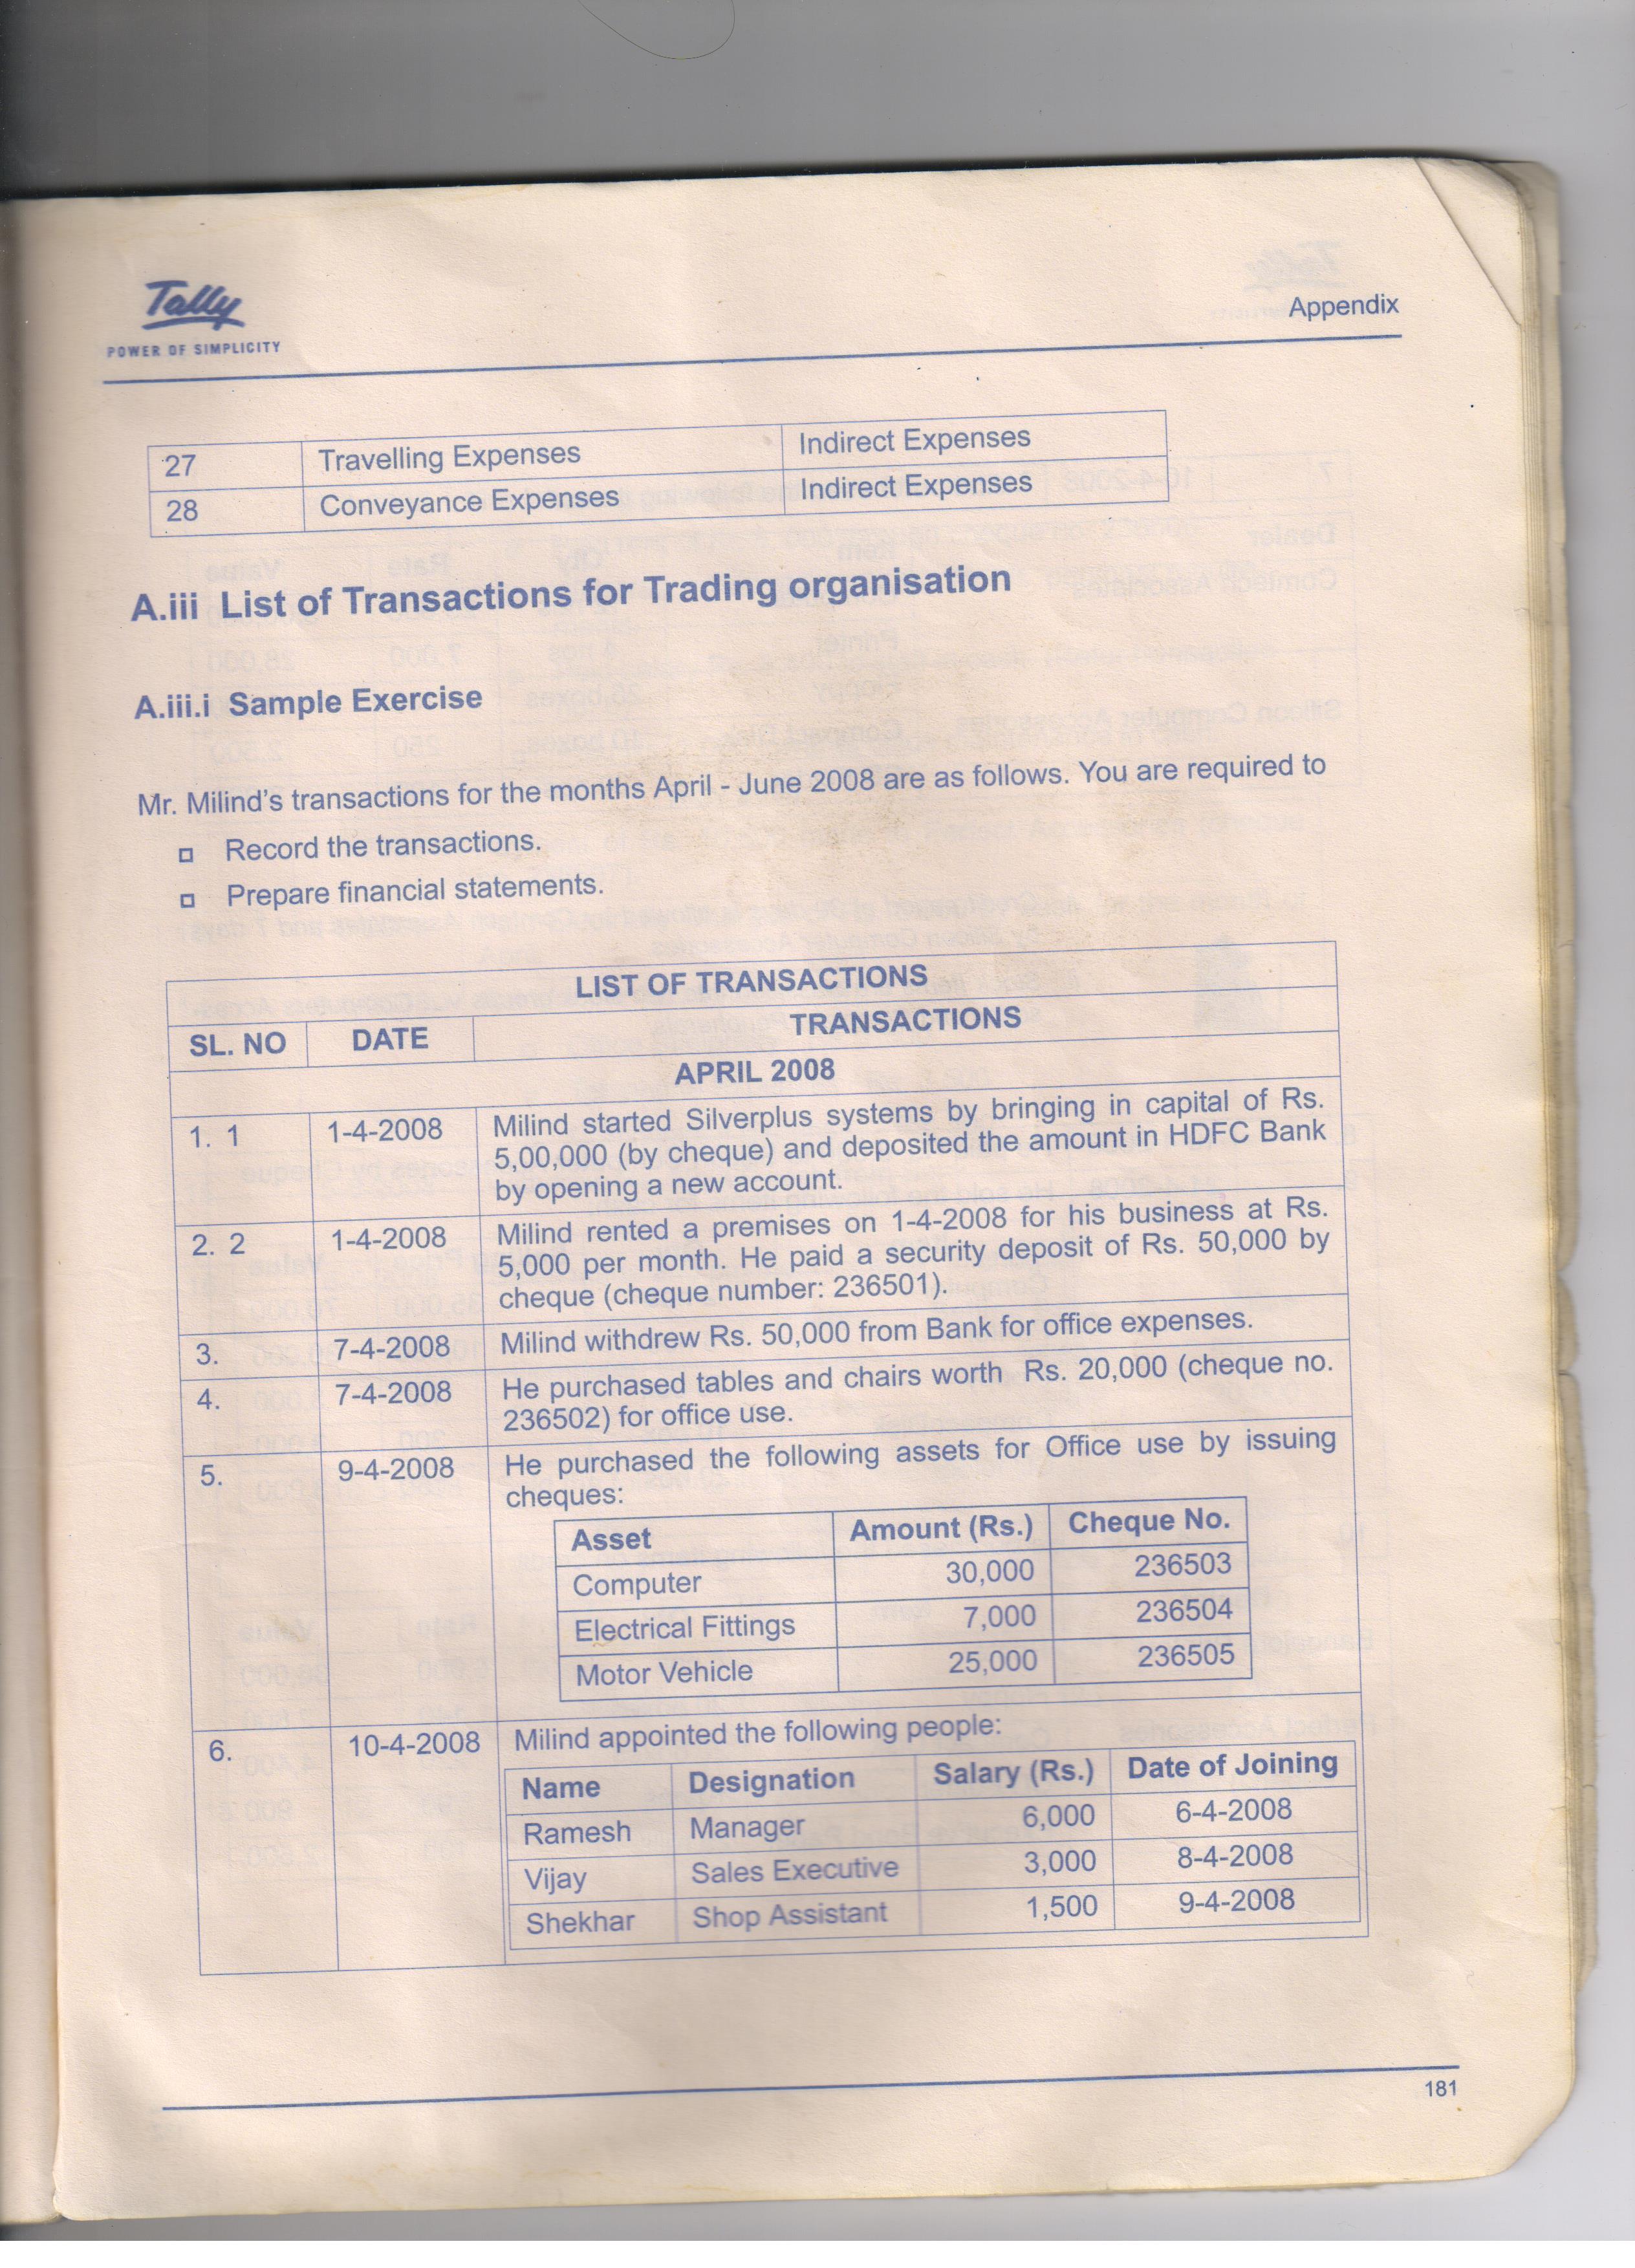 Tally
POWER OF SIMPLICITY
Appendix
27 Travelling Expenses Indirect Expenses
28 Conveyance Expenses Indirect Expenses
A.iii List of Transactions for Trading organisation
A.iii.i Sample Exercise
Mr. Milind's transactions for the months April - June 2008 are as follows. You are required to
Record the transactions.
Prepare financial statements.
LIST OF TRANSACTIONS
SL. NO DATE TRANSACTIONS
APRIL 2008
1. 1 1-4-2008 Milind started Silverplus systems by bringing in capital of Rs.
5,00,000 (by cheque) and deposited the amount in HDFC Bank
by opening a new account.
2. 2 1-4-2008 Milind rented a premises on 1-4-2008 for his business at Rs.
5,000 per month. He paid a security deposit of Rs. 50,000 by
cheque (cheque number: 236501).
3. 7-4-2008 Milind withdrew Rs. 50,000 from Bank for office expenses.
4. 7-4-2008 He purchased tables and chairs worth Rs. 20,000 (cheque no.
236502) for office use.
5. 9-4-2008 He purchased the following assets for Office use by issuing
cheques:
Asset Amount (Rs.) Cheque No.
Computer 30,000 236503
Electrical Fittings 7,000 236504
Motor Vehicle 25,000 236505
6. 10-4-2008 Milind appointed the following people:
Name Designation Salary (Rs.) Date of Joining
Ramesh Manager 6,000 6-4-2008
Vijay Sales Executive 3,000 8-4-2008
Shekhar Shop Assistant 1,500 9-4-2008
181